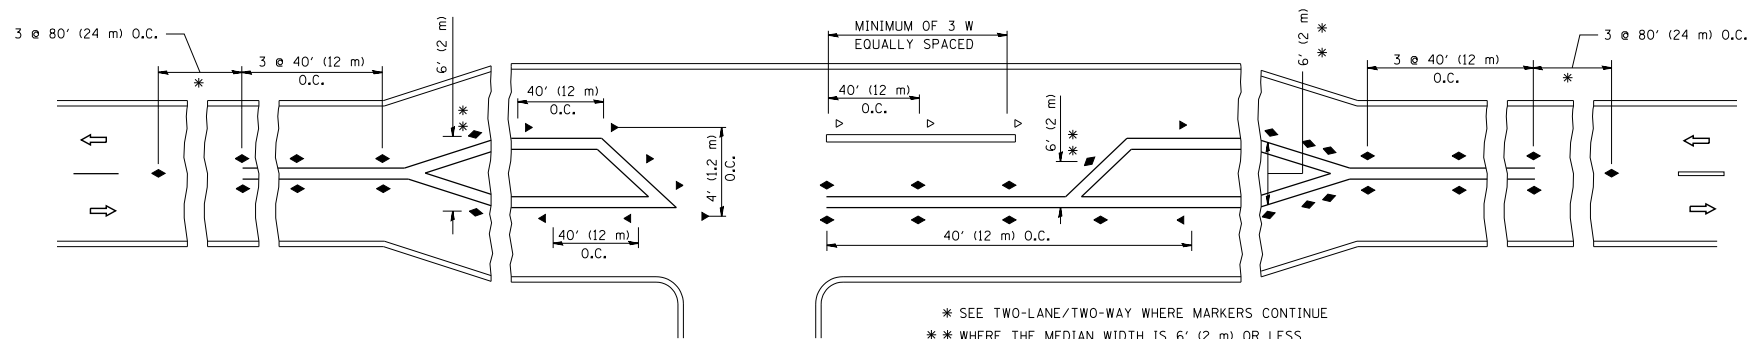 3 @ 80' (24 m) O.C.
*
3 @ 40' (12 m)
O.C.
6' (2 m)
**
40' (12 m)
O.C.
4' (1.2 m)
O.C.
40' (12 m)
O.C.
MINIMUM OF 3 W
EQUALLY SPACED
40' (12 m)
O.C.
6' (2 m)
**
40' (12 m) O.C.
6' (2 m)
**
3 @ 40' (12 m)
O.C.
3 @ 80' (24 m) O.C.
*
* SEE TWO-LANE/TWO-WAY WHERE MARKERS CONTINUE
** WHERE THE MEDIAN WIDTH IS 6' (2 m) OR LESS